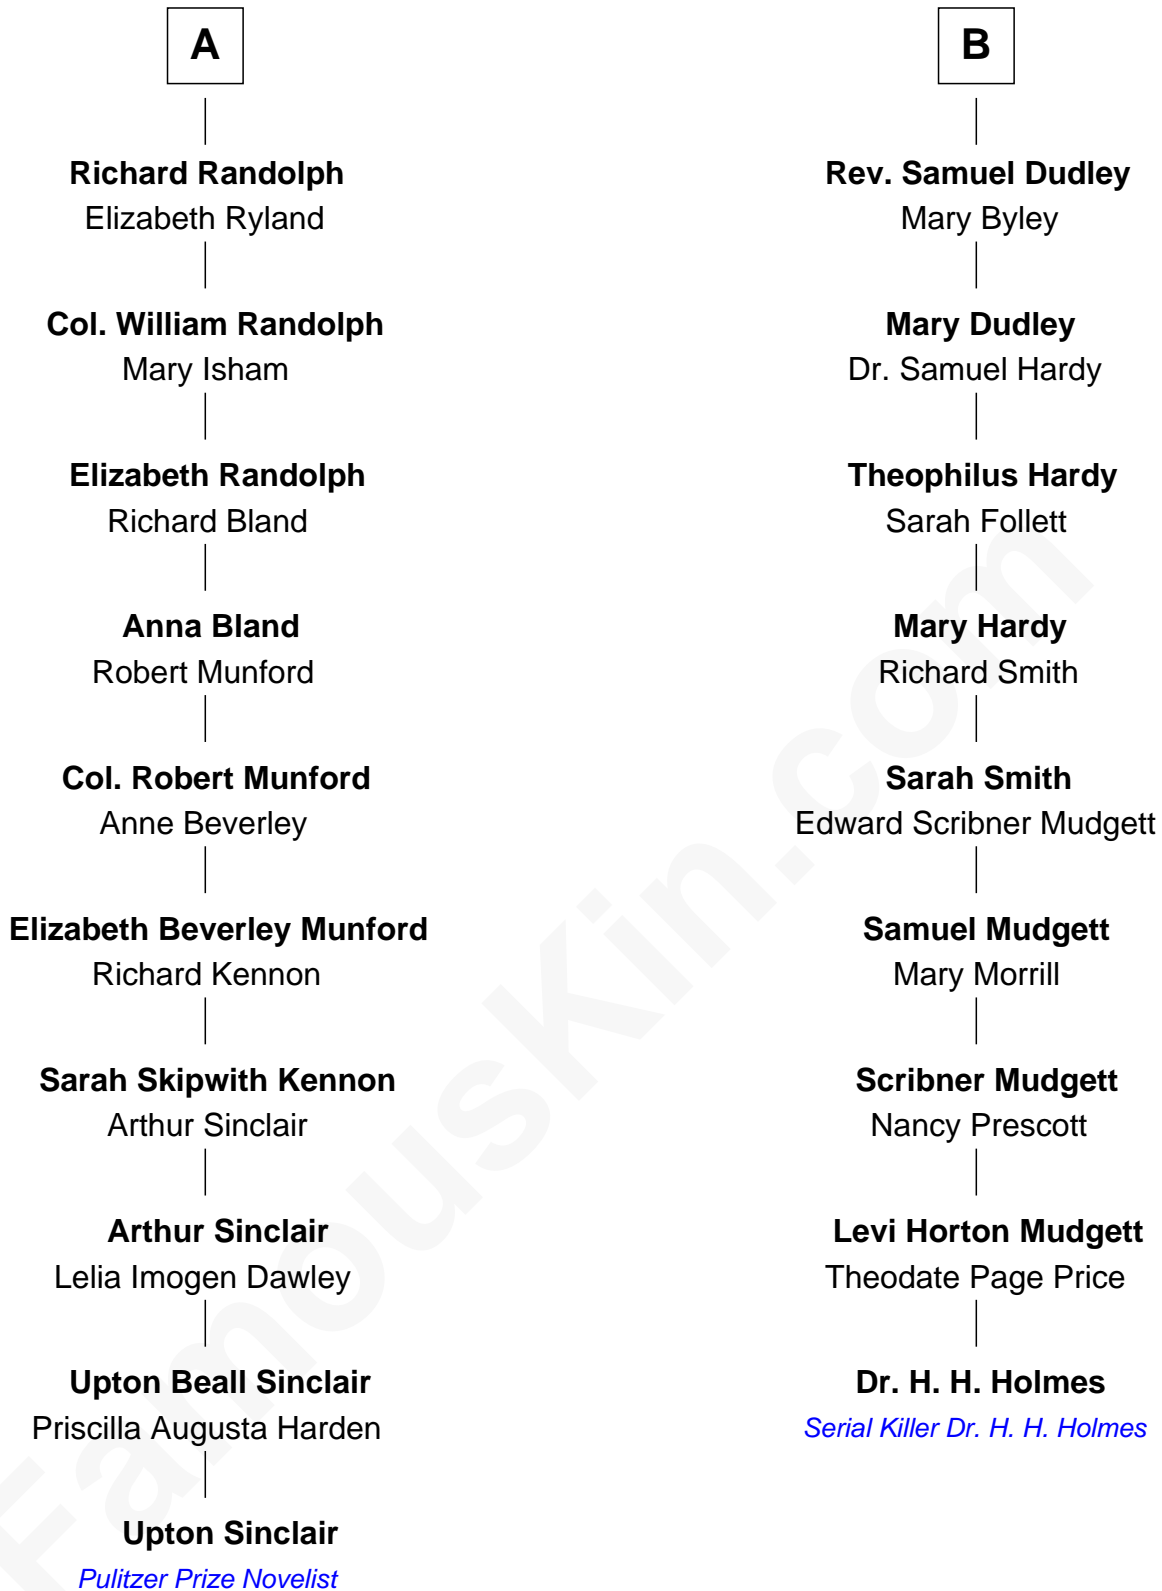 A
Richard Randolph
Elizabeth Ryland
Col. William Randolph
Mary Isham
Elizabeth Randolph
Richard Bland
Anna Bland
Robert Munford
Col. Robert Munford
Anne Beverley
Elizabeth Beverley Munford
Richard Kennon
Sarah Skipwith Kennon
Arthur Sinclair
Arthur Sinclair
Lelia Imogen Dawley
Upton Beall Sinclair
Priscilla Augusta Harden
Upton Sinclair
Pulitzer Prize Novelist
B
Rev. Samuel Dudley
Mary Byley
Mary Dudley
Dr. Samuel Hardy
Theophilus Hardy
Sarah Follett
Mary Hardy
Richard Smith
Sarah Smith
Edward Scribner Mudgett
Samuel Mudgett
Mary Morrill
Scribner Mudgett
Nancy Prescott
Levi Horton Mudgett
Theodate Page Price
Dr. H. H. Holmes
Serial Killer Dr. H. H. Holmes
FamousKin.com